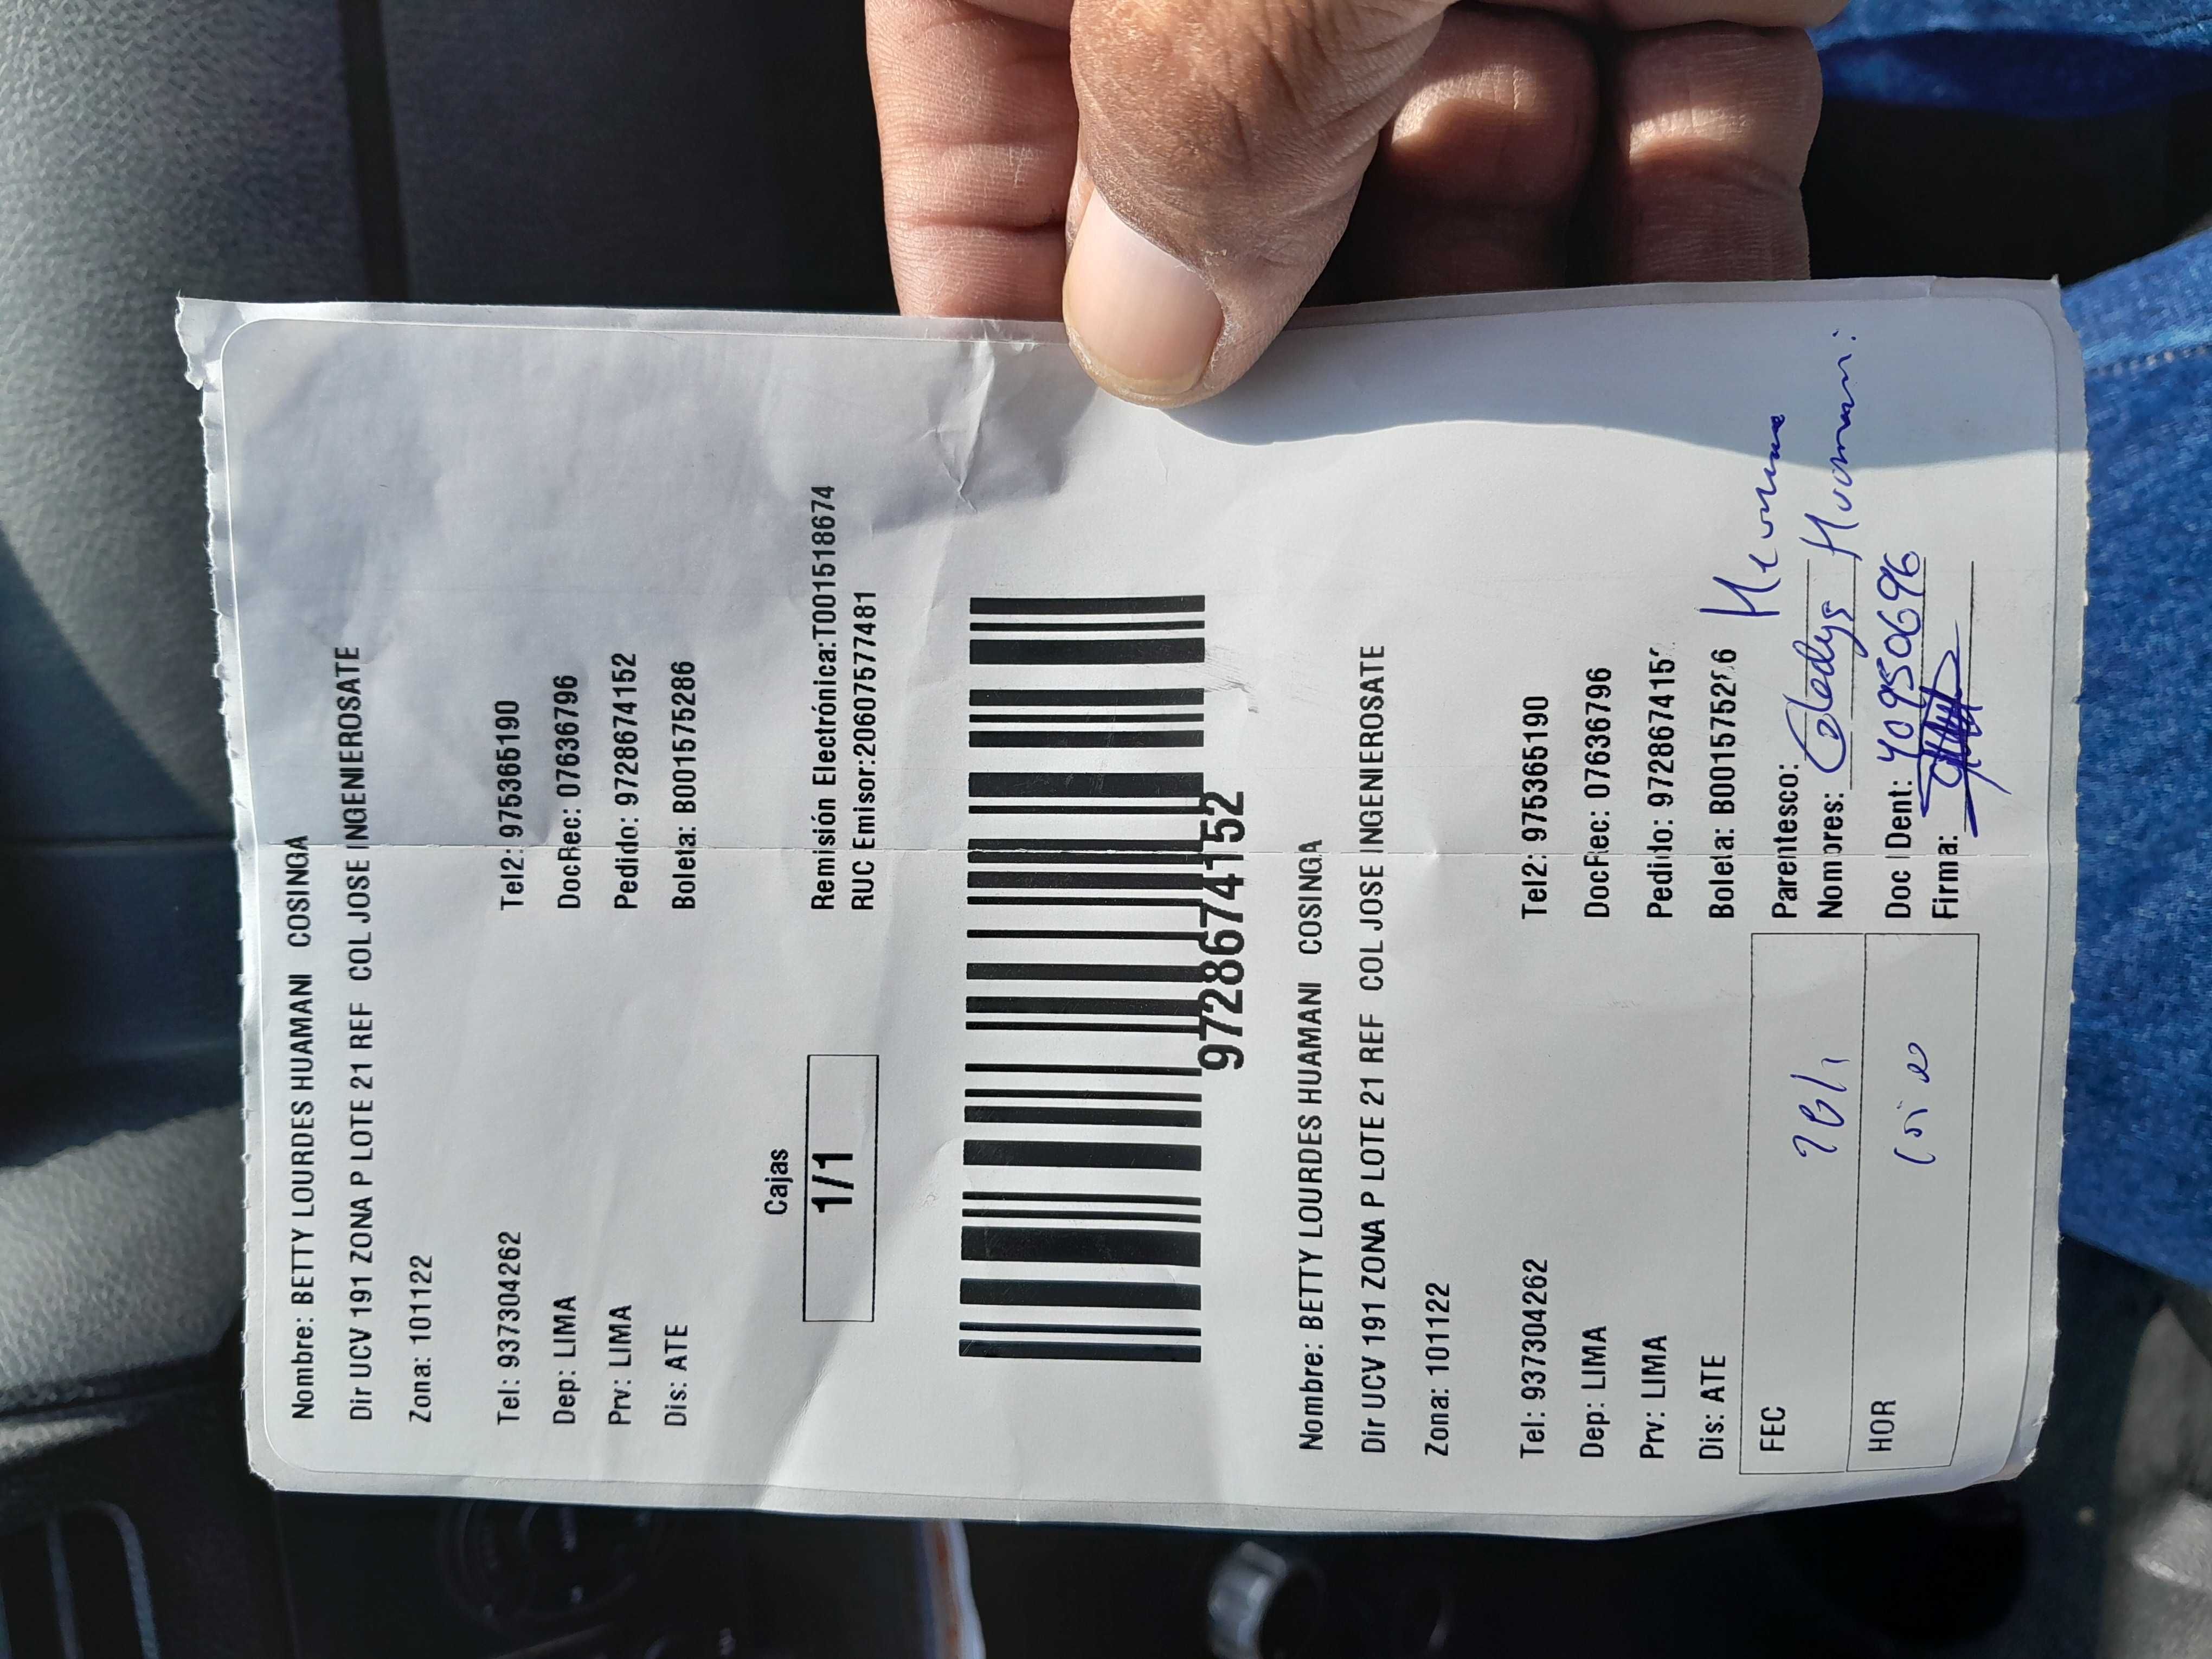 Nombre: BETTY LOURDES HUAMANI COSINGA
Dir UCV 191 ZONA P LOTE 21 REF COL JOSE INGENIEROSATE
Zona: 101122
Tel: 937304262 Tel2: 975365190
Dep: LIMA DocRec: 07636796
Prv: LIMA Pedido: 9728674152
Dis: ATE Boleta: B001575286
Cajas
1/1
Remisión Electrónica:T001518674
RUC Emisor:20607577481
9728674152
Nombre: BETTY LOURDES HUAMANI COSINGA
Dir UCV 191 ZONA P LOTE 21 REF COL JOSE INGENIEROSATE
Zona: 101122
Tel: 937304262 Tel2: 975365190
Dep: LIMA DocRec: 07636796
Prv: LIMA Pedido: 9728674152
Dis: ATE Boleta: B001575286
FEC
Parentesco:
Nombres: Gladys Huamani
HOR
Doc Ident: 40950696
Firma: